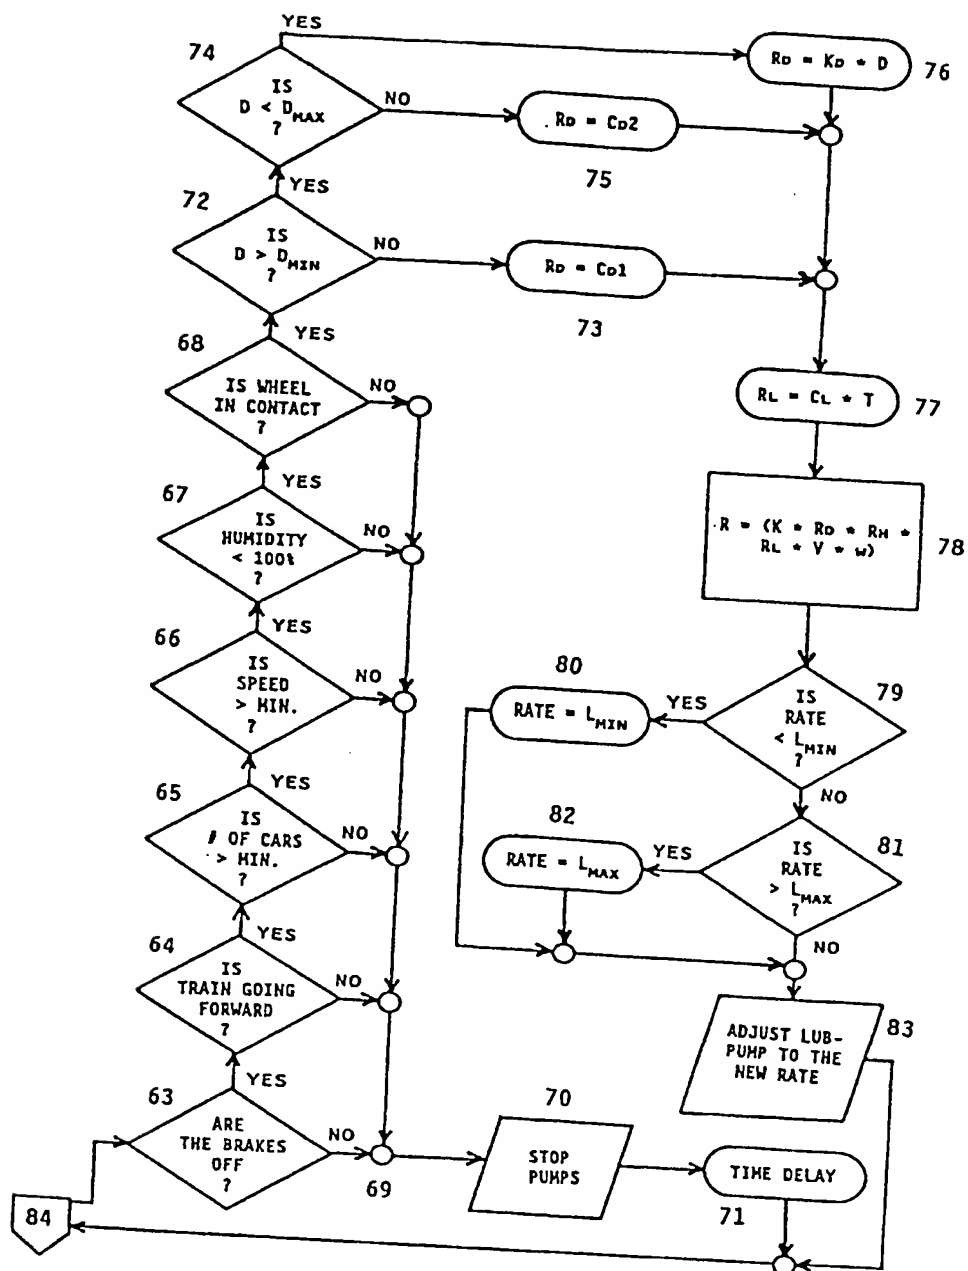 YES
74
IS
D < DMAX
?
NO
RD = KD * D
76
RD = CD2
75
YES
72
IS
D > DMIN
?
NO
RD = CD1
73
YES
68
IS WHEEL
IN CONTACT
?
NO
RL = CL * T
77
YES
67
IS
HUMIDITY
< 100%
?
NO
R = (K * RD * RH *
RL * V * W)
78
YES
66
IS
SPEED
> MIN.
?
NO
80
RATE = LMIN
YES
IS
RATE
< LMIN
?
79
NO
YES
65
IS
# OF CARS
> MIN.
?
NO
82
RATE = LMAX
YES
IS
RATE
> LMAX
?
81
NO
YES
64
IS
TRAIN GOING
FORWARD
?
NO
ADJUST LUB-
PUMP TO THE
NEW RATE
83
YES
63
ARE
THE BRAKES
OFF
?
NO
69
70
STOP
PUMPS
TIME DELAY
71
84